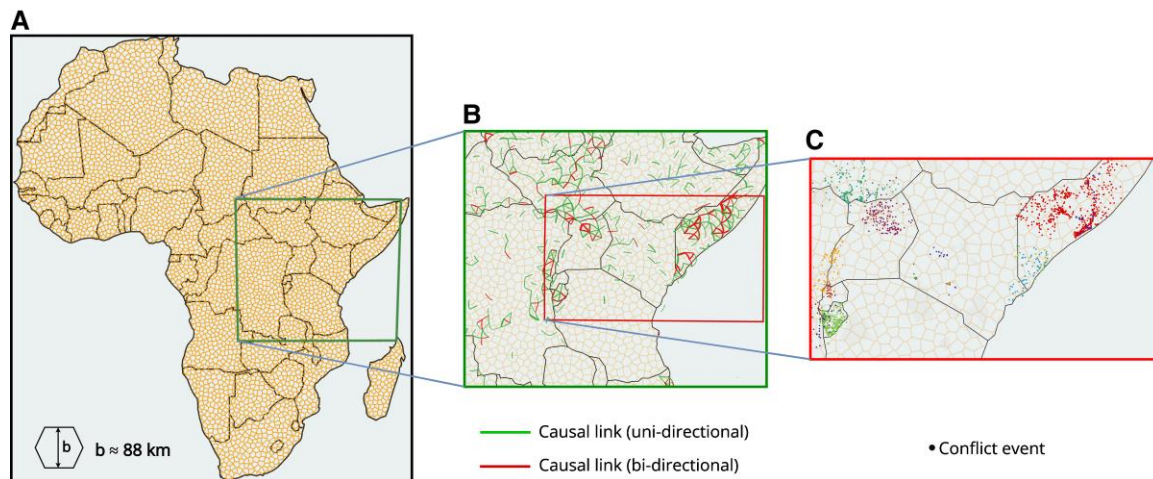 A
B
C
b
b ≈ 88 km
Causal link (uni-directional)
Causal link (bi-directional)
Conflict event